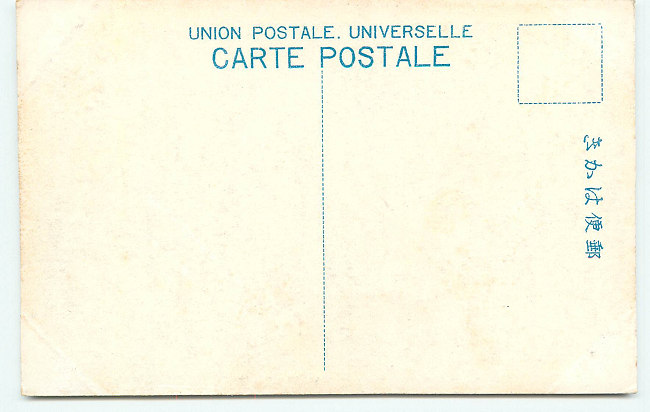 UNION POSTALE. UNIVERSELLE
CARTE POSTALE
郵便はかき